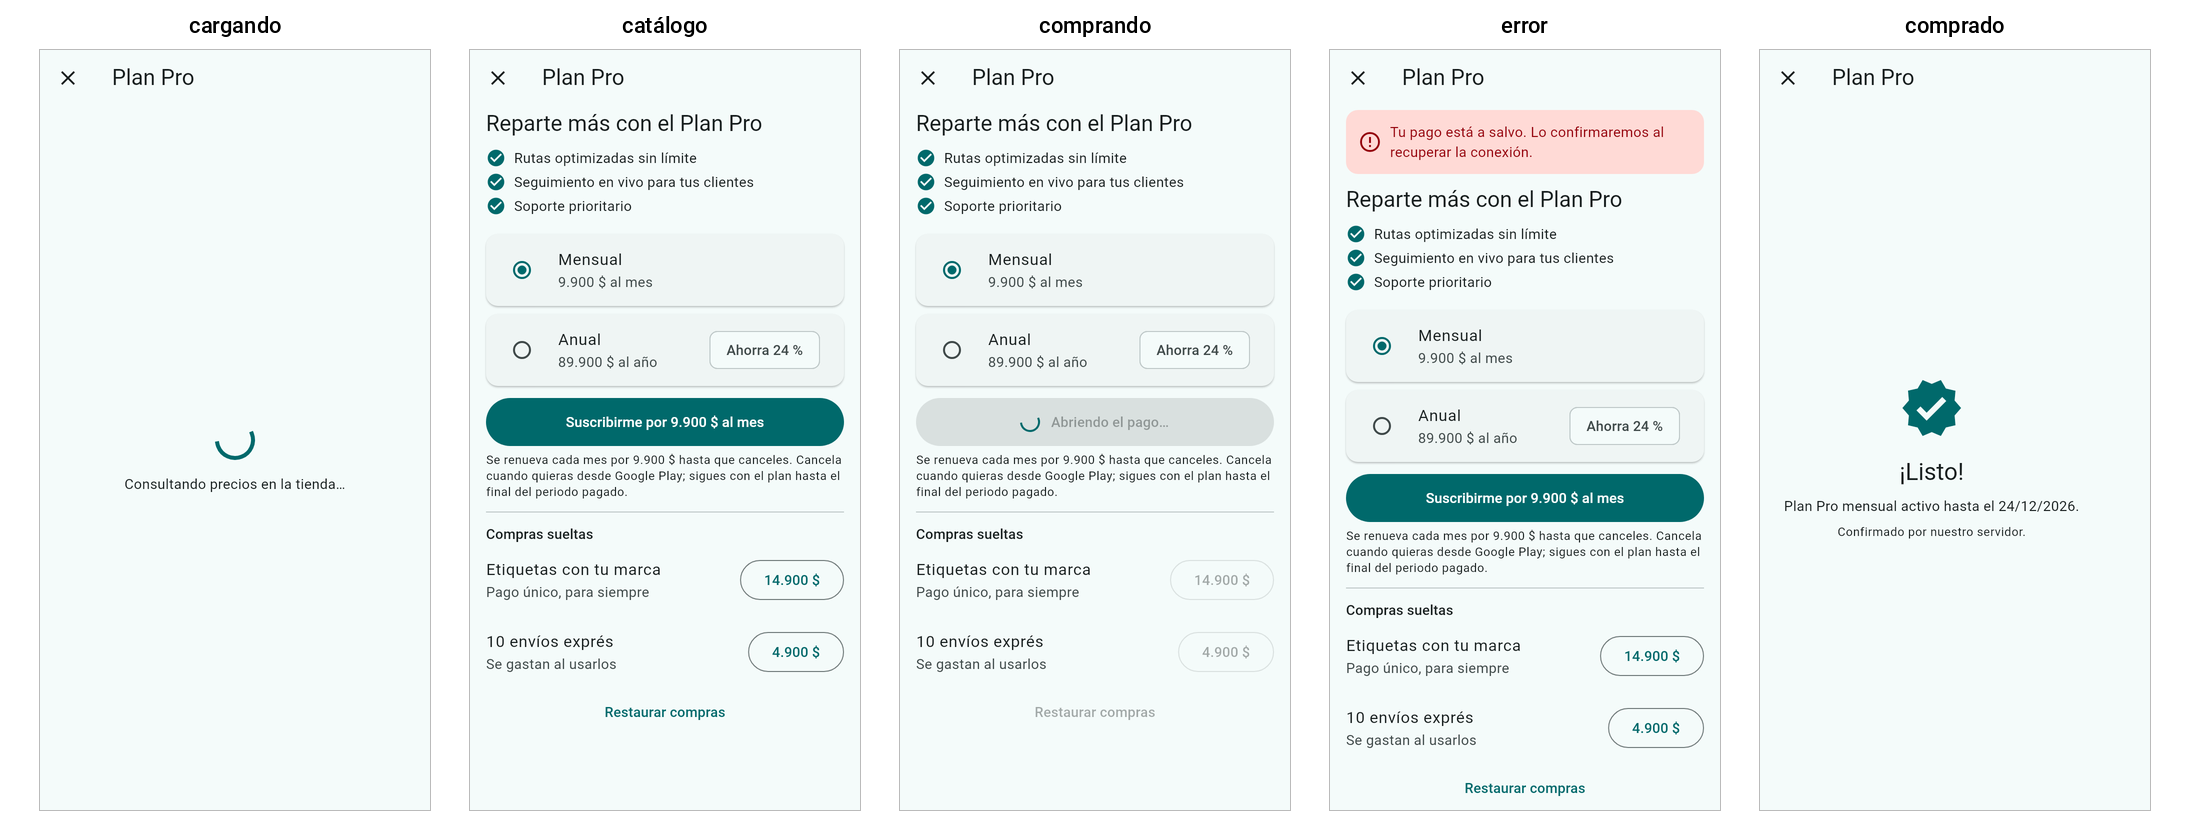 cargando
Plan Pro
Consultando precios en la tienda…
catálogo
Plan Pro
Reparte más con el Plan Pro
Rutas optimizadas sin límite
Seguimiento en vivo para tus clientes
Soporte prioritario
Mensual
9.900 $ al mes
Anual
89.900 $ al año
Ahorra 24 %
Suscribirme por 9.900 $ al mes
Se renueva cada mes por 9.900 $ hasta que canceles. Cancela
cuando quieras desde Google Play; sigues con el plan hasta el
final del periodo pagado.
Compras sueltas
Etiquetas con tu marca
Pago único, para siempre
14.900 $
10 envíos exprés
Se gastan al usarlos
4.900 $
Restaurar compras
comprando
Plan Pro
Reparte más con el Plan Pro
Rutas optimizadas sin límite
Seguimiento en vivo para tus clientes
Soporte prioritario
Mensual
9.900 $ al mes
Anual
89.900 $ al año
Ahorra 24 %
Abriendo el pago…
Se renueva cada mes por 9.900 $ hasta que canceles. Cancela
cuando quieras desde Google Play; sigues con el plan hasta el
final del periodo pagado.
Compras sueltas
Etiquetas con tu marca
Pago único, para siempre
14.900 $
10 envíos exprés
Se gastan al usarlos
4.900 $
Restaurar compras
error
Plan Pro
Tu pago está a salvo. Lo confirmaremos al
recuperar la conexión.
Reparte más con el Plan Pro
Rutas optimizadas sin límite
Seguimiento en vivo para tus clientes
Soporte prioritario
Mensual
9.900 $ al mes
Anual
89.900 $ al año
Ahorra 24 %
Suscribirme por 9.900 $ al mes
Se renueva cada mes por 9.900 $ hasta que canceles. Cancela
cuando quieras desde Google Play; sigues con el plan hasta el
final del periodo pagado.
Compras sueltas
Etiquetas con tu marca
Pago único, para siempre
14.900 $
10 envíos exprés
Se gastan al usarlos
4.900 $
Restaurar compras
comprado
Plan Pro
¡Listo!
Plan Pro mensual activo hasta el 24/12/2026.
Confirmado por nuestro servidor.